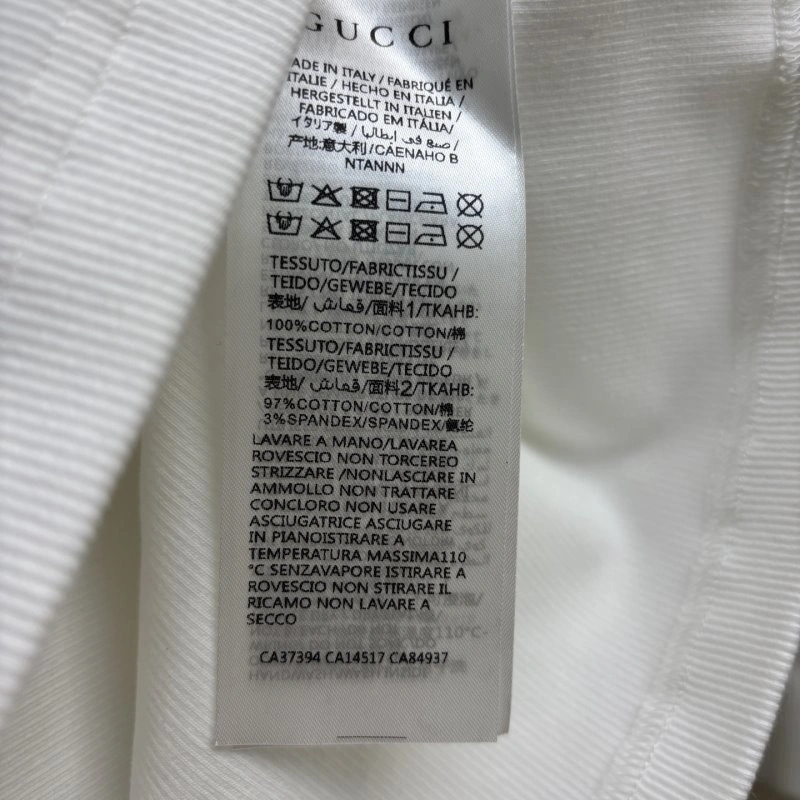 GUCCI
MADE IN ITALY / FABRIQUÉ EN
ITALIE / HECHO EN ITALIA /
HERGESTELLT IN ITALIEN /
FABRICADO EM ITÁLIA/
イタリア製 / صنع في ايطاليا /
产地:意大利/CÁENAHO B
NTANNN
TESSUTO/FABRICTISSU /
TEIDO/GEWEBE/TECIDO
表地/ قماش/面料1/TKAHB:
100%COTTON/COTTON/棉
TESSUTO/FABRICTISSU /
TEIDO/GEWEBE/TECIDO
表地/ قماش/面料2/TKAHB:
97%COTTON/COTTON/棉
3%SPANDEX/SPANDEX/氨纶
LAVARE A MANO/LAVAREA
ROVESCIO NON TORCEREO
STRIZZARE /NONLASCIARE IN
AMMOLLO NON TRATTARE
CONCLORO NON USARE
ASCIUGATRICE ASCIUGARE
IN PIANOISTIRARE A
TEMPERATURA MASSIMA110
°C SENZAVAPORE ISTIRARE A
ROVESCIO NON STIRARE IL
RICAMO NON LAVARE A
SECCO
CA37394 CA14517 CA84937